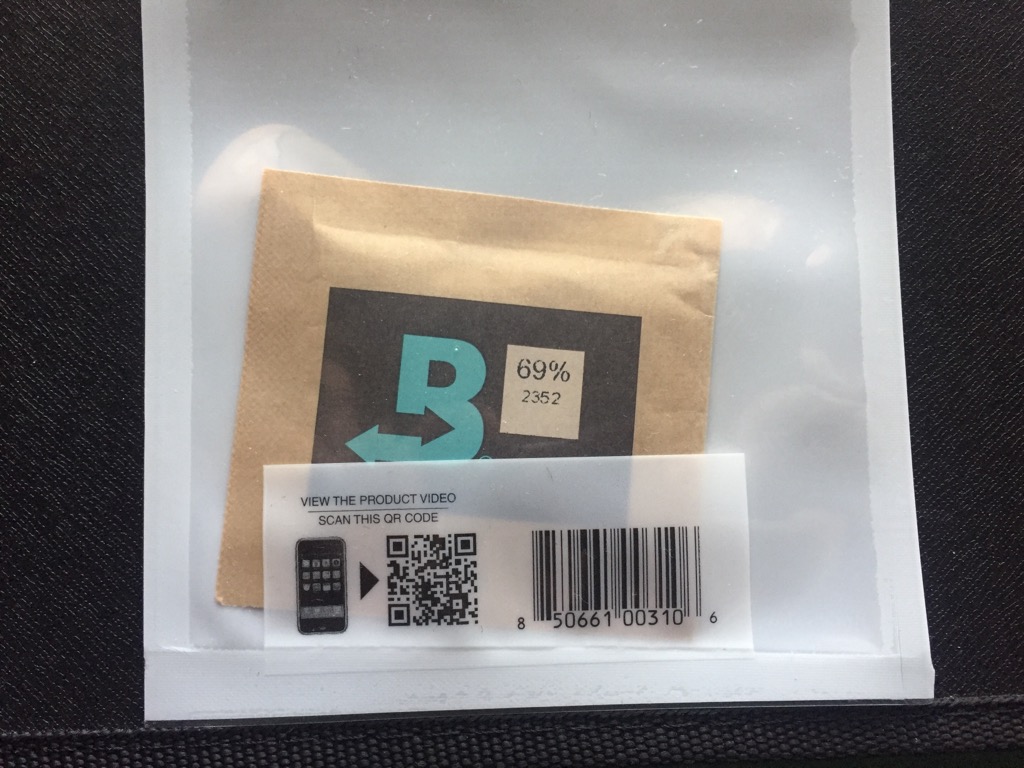 B
69%
2352
VIEW THE PRODUCT VIDEO
SCAN THIS QR CODE
8 50661 00310 6